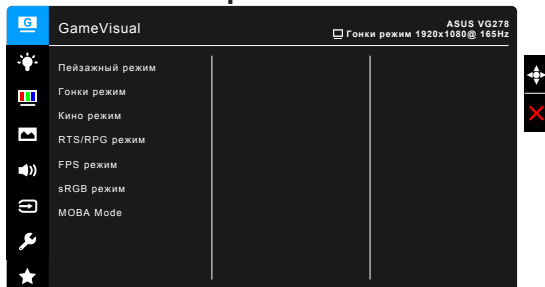 G
GameVisual
ASUS VG278
Гонки режим 1920x1080@ 165Hz
Пейзажный режим
Гонки режим
Кино режим
RTS/RPG режим
FPS режим
sRGB режим
MOBA Mode